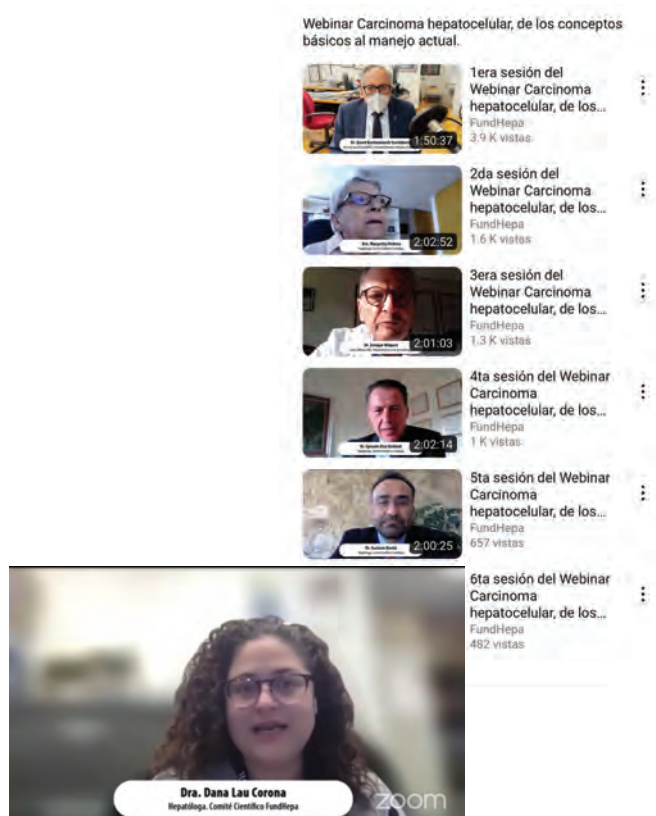 Webinar Carcinoma hepatocelular, de los conceptos
básicos al manejo actual.
1era sesión del
Webinar Carcinoma
hepatocelular, de los...
FundHepa
3.9 K vistas
1:50:37
2da sesión del
Webinar Carcinoma
hepatocelular, de los...
FundHepa
1.6 K vistas
2:02:52
3era sesión del
Webinar Carcinoma
hepatocelular, de los...
FundHepa
1.3 K vistas
2:01:03
4ta sesión del Webinar
Carcinoma
hepatocelular, de los...
FundHepa
1 K vistas
2:02:14
5ta sesión del Webinar
Carcinoma
hepatocelular, de los...
FundHepa
657 vistas
2:00:25
6ta sesión del Webinar
Carcinoma
hepatocelular, de los...
FundHepa
482 vistas
Dra. Dana Lau Corona
Hepatóloga. Comité Científico FundHepa
zoom